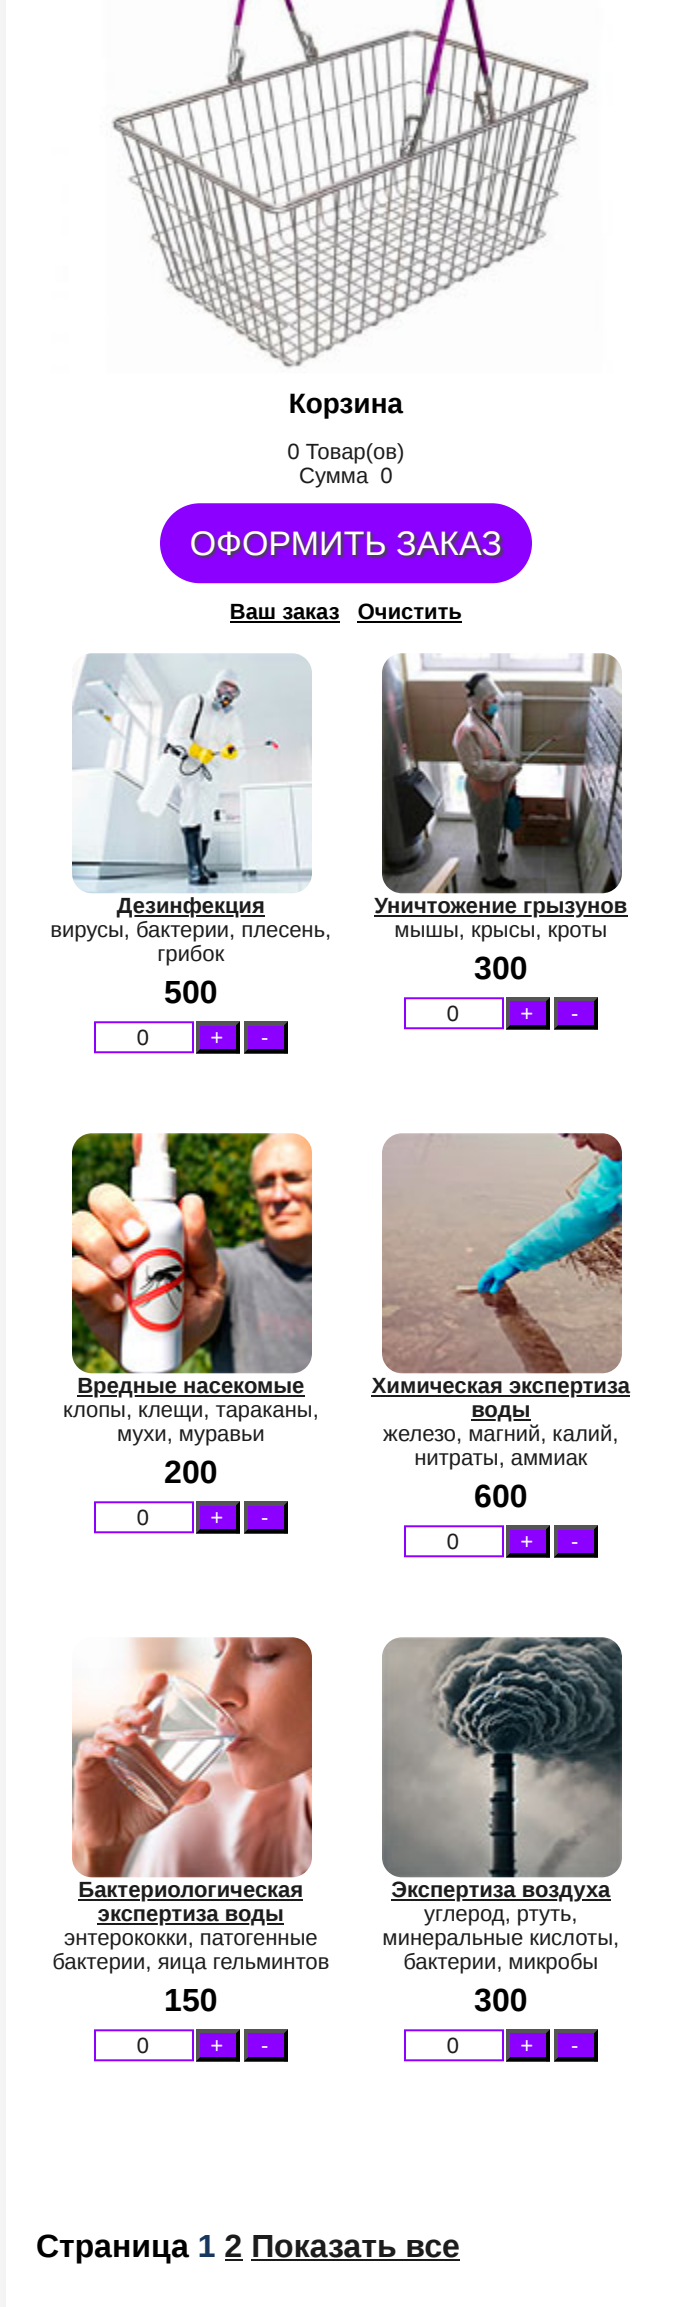 Корзина
0 Товар(ов)
Сумма 0
ОФОРМИТЬ ЗАКАЗ
Ваш заказ Очистить
Дезинфекция
вирусы, бактерии, плесень,
грибок
500
0 + -
Уничтожение грызунов
мышы, крысы, кроты
300
0 + -
Вредные насекомые
клопы, клещи, тараканы,
мухи, муравьи
200
0 + -
Химическая экспертиза
воды
железо, магний, калий,
нитраты, аммиак
600
0 + -
Бактериологическая
экспертиза воды
энтерококки, патогенные
бактерии, яица гельминтов
150
0 + -
Экспертиза воздуха
углерод, ртуть,
минеральные кислоты,
бактерии, микробы
300
0 + -
Страница 1 2 Показать все